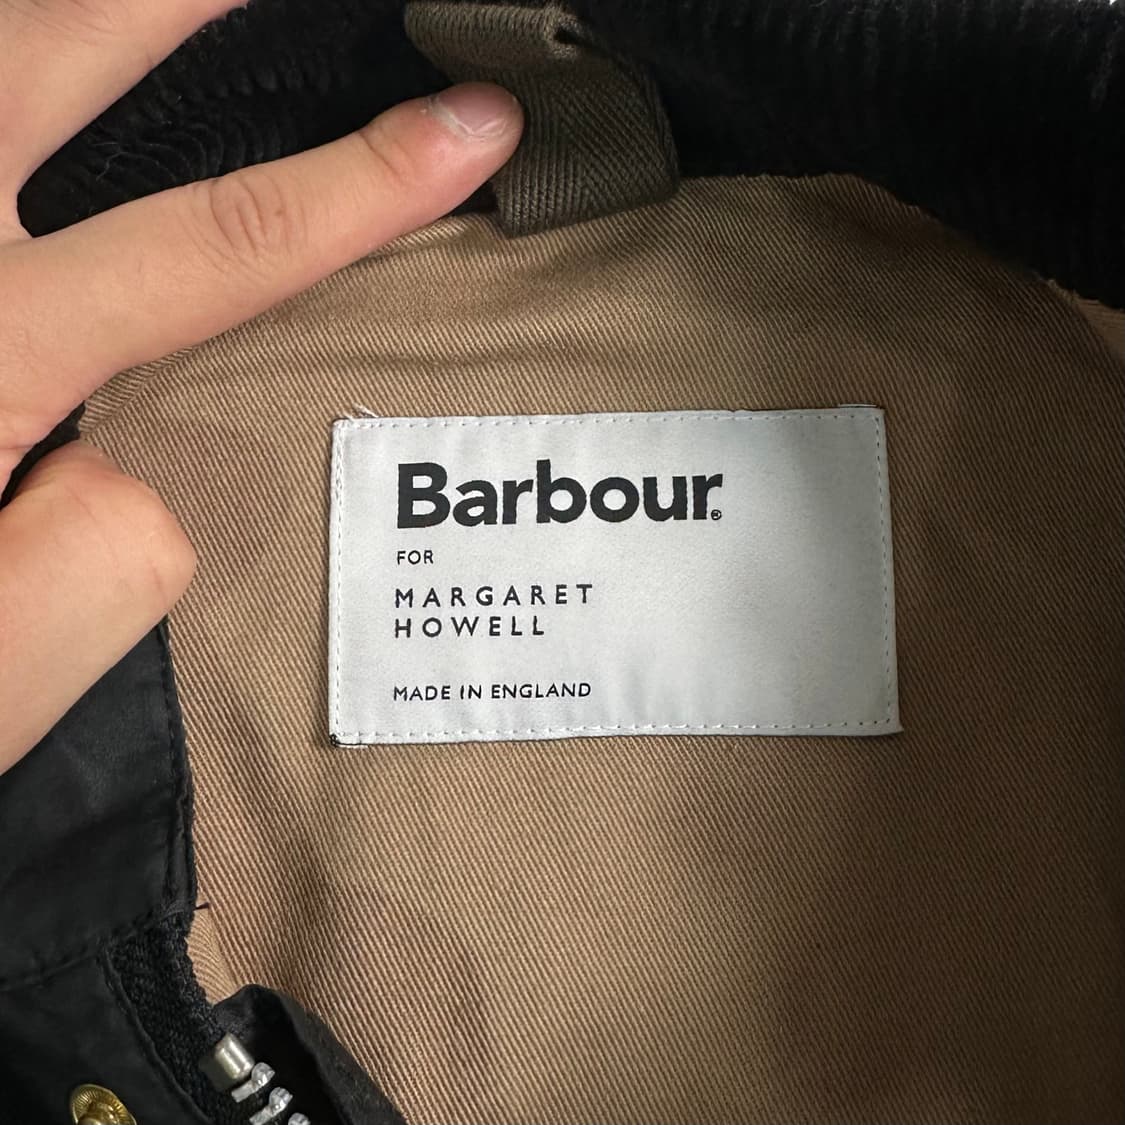 Barbour®
FOR
MARGARET
HOWELL
MADE IN ENGLAND